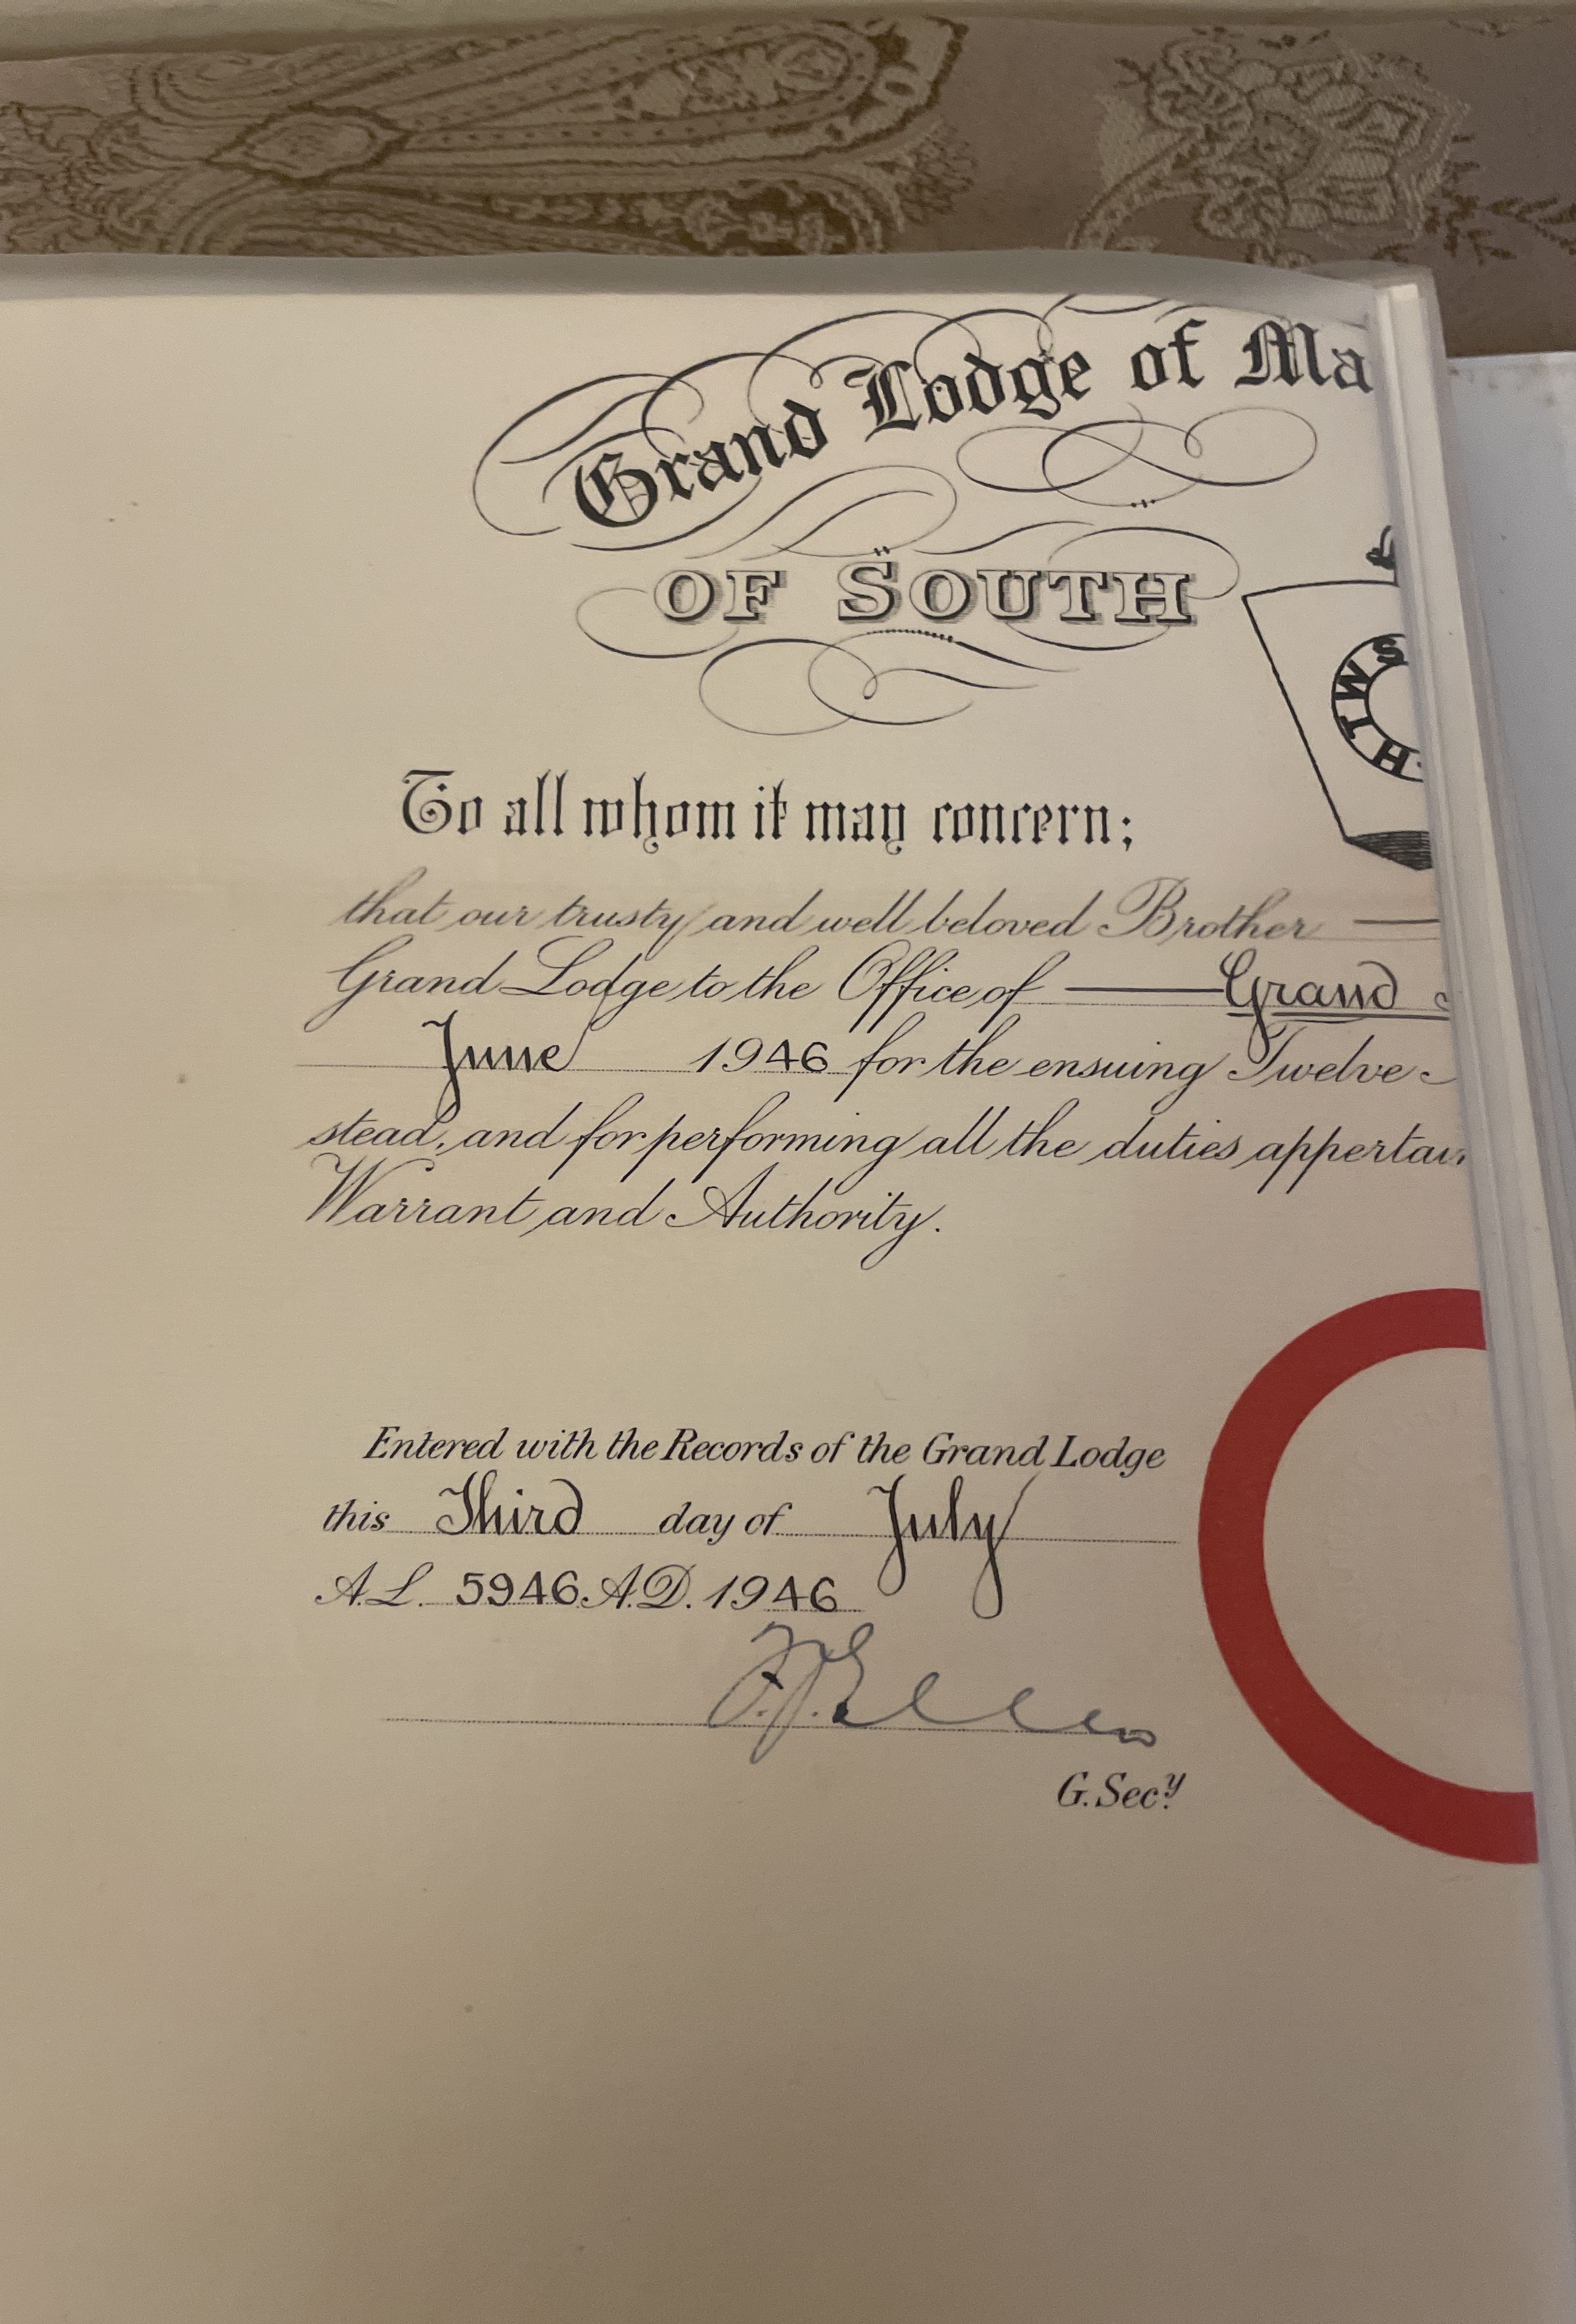 Grand Lodge of Ma
OF SOUTH
HTWS
To all whom it may concern;
that our trusty and well beloved Brother
Grand Lodge to the Office of Grand
June 1946 for the ensuing Twelve
stead, and for performing all the duties appertai
Warrant and Authority.
Entered with the Records of the Grand Lodge
this Third day of July
A.L. 5946 A.D. 1946
G. Secy.